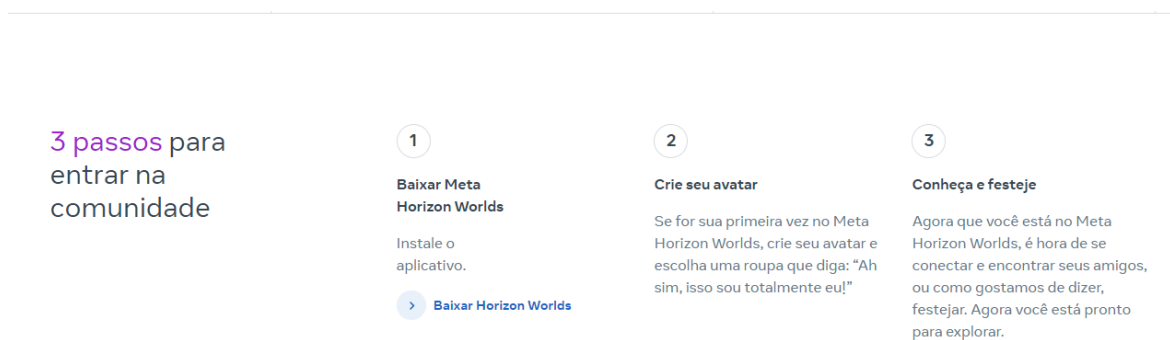 3 passos para
entrar na
comunidade
1
Baixar Meta
Horizon Worlds
Instale o
aplicativo.
Baixar Horizon Worlds
2
Crie seu avatar
Se for sua primeira vez no Meta
Horizon Worlds, crie seu avatar e
escolha uma roupa que diga: “Ah
sim, isso sou totalmente eu!”
3
Conheça e festeje
Agora que você está no Meta
Horizon Worlds, é hora de se
conectar e encontrar seus amigos,
ou como gostamos de dizer,
festejar. Agora você está pronto
para explorar.